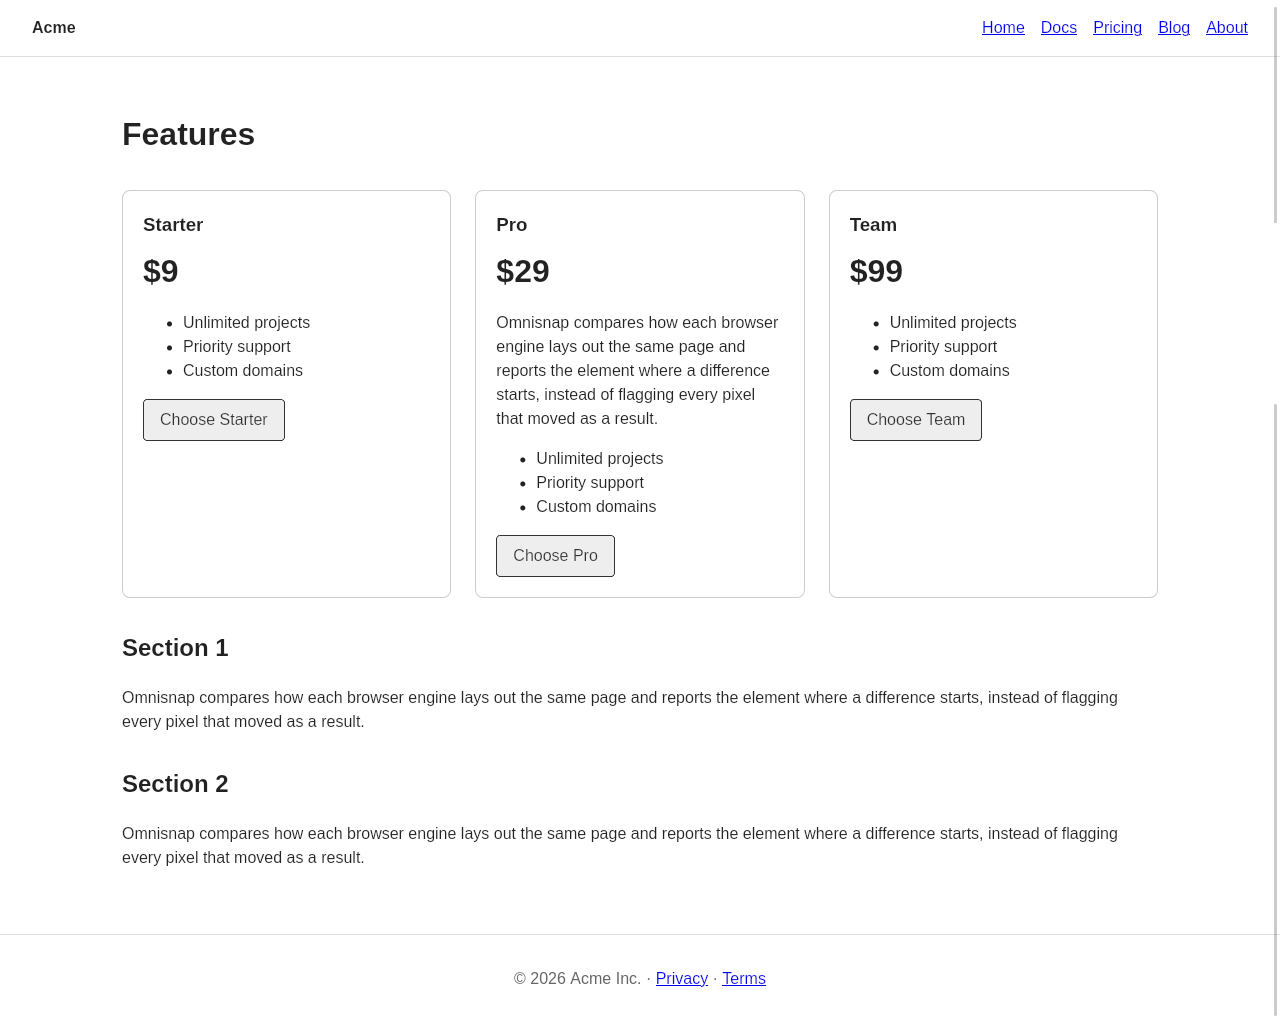 Acme
Home Docs Pricing Blog About
Features
Starter
$9
Unlimited projects
Priority support
Custom domains
Choose Starter
Pro
$29
Omnisnap compares how each browser
engine lays out the same page and
reports the element where a difference
starts, instead of flagging every pixel
that moved as a result.
Unlimited projects
Priority support
Custom domains
Choose Pro
Team
$99
Unlimited projects
Priority support
Custom domains
Choose Team
Section 1
Omnisnap compares how each browser engine lays out the same page and reports the element where a difference starts, instead of flagging
every pixel that moved as a result.
Section 2
Omnisnap compares how each browser engine lays out the same page and reports the element where a difference starts, instead of flagging
every pixel that moved as a result.
© 2026 Acme Inc. · Privacy · Terms